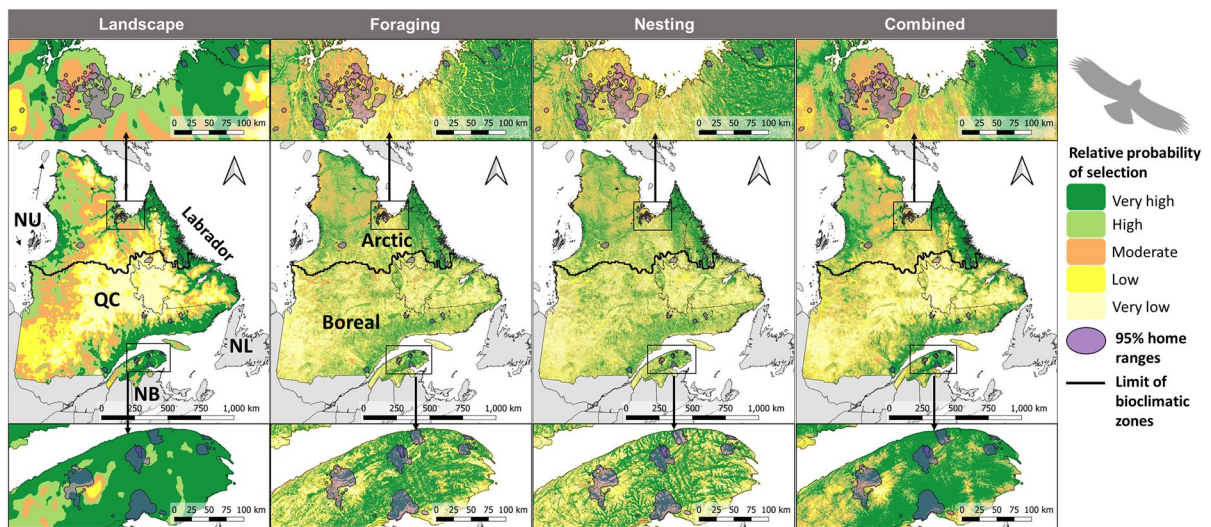 Landscape Foraging Nesting Combined
0 25 50 75 100 km 0 25 50 75 100 km 0 25 50 75 100 km 0 25 50 75 100 km
Relative probability
of selection
Very high
High
Moderate
Low
Very low
95% home
ranges
Limit of
bioclimatic
zones
NU
Labrador
Arctic
QC
Boreal
NL
NB
0 250 500 750 1,000 km 0 250 500 750 1,000 km 0 250 500 750 1,000 km 0 250 500 750 1,000 km
0 25 50 75 100 km 0 25 50 75 100 km 0 25 50 75 100 km 0 25 50 75 100 km